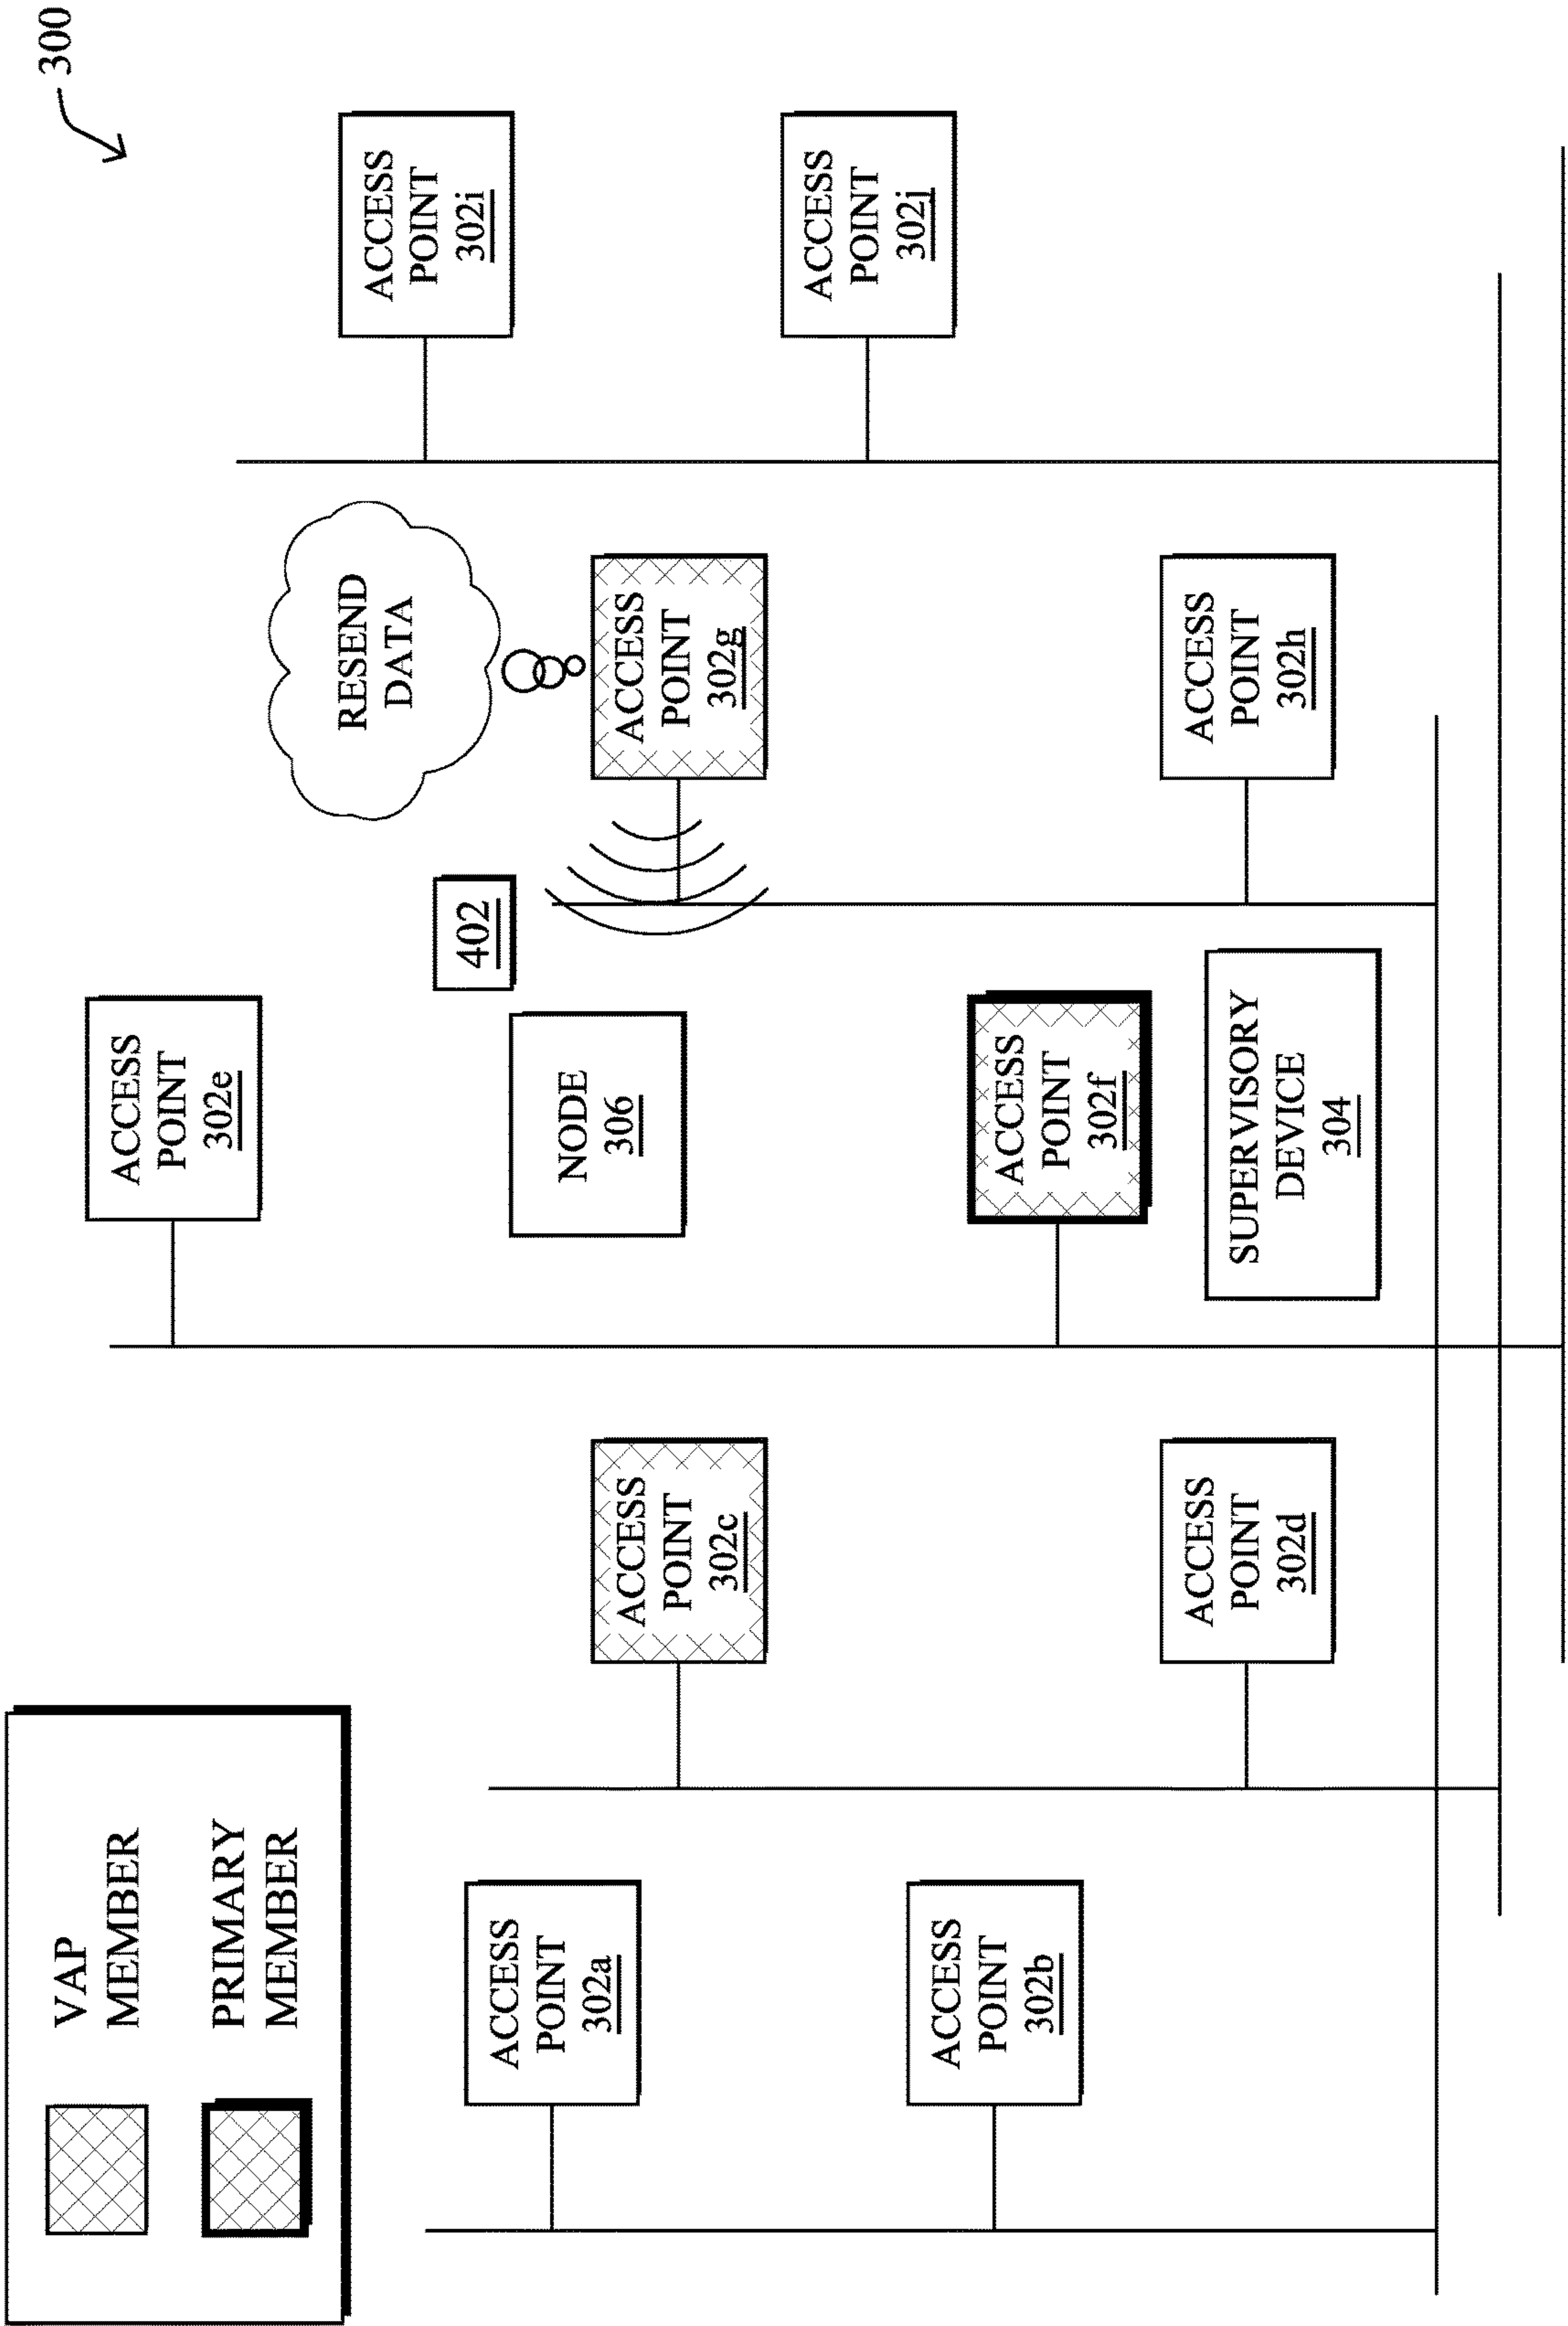 300
VAP
MEMBER
PRIMARY
MEMBER
ACCESS
POINT
302a
ACCESS
POINT
302b
ACCESS
POINT
302c
ACCESS
POINT
302d
ACCESS
POINT
302e
NODE
306
ACCESS
POINT
302f
SUPERVISORY
DEVICE
304
402
RESEND
DATA
ACCESS
POINT
302g
ACCESS
POINT
302h
ACCESS
POINT
302i
ACCESS
POINT
302j